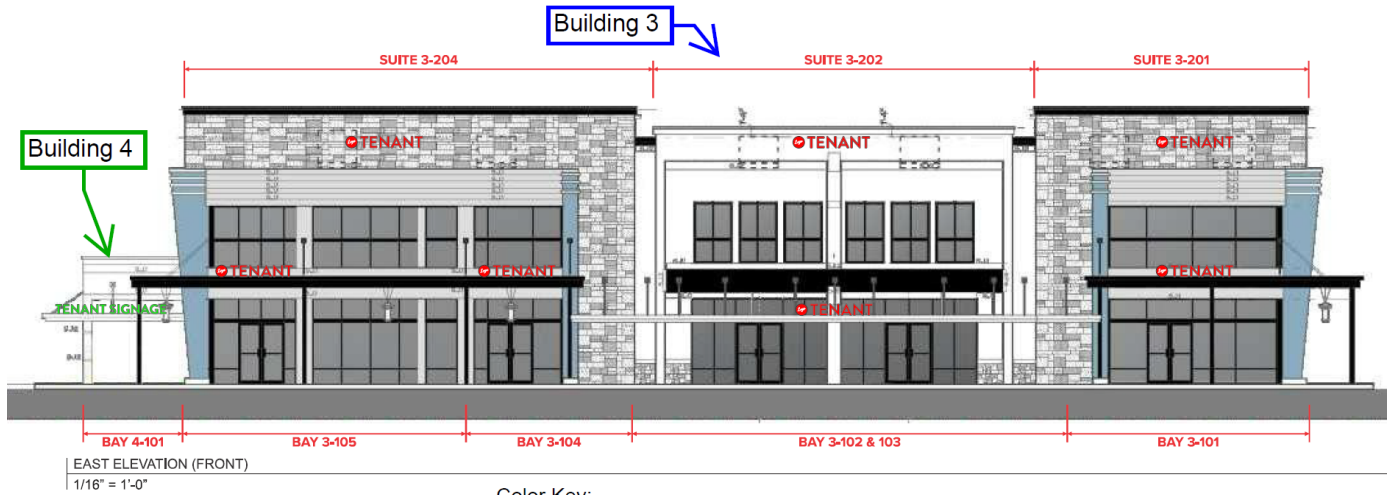 Building 3
SUITE 3-204
SUITE 3-202
SUITE 3-201
Building 4
TENANT
TENANT
TENANT
TENANT
TENANT
TENANT
TENANT SIGNAGE
TENANT
BAY 4-101
BAY 3-105
BAY 3-104
BAY 3-102 & 103
BAY 3-101
EAST ELEVATION (FRONT)
1/16" = 1'-0"
Color Key: